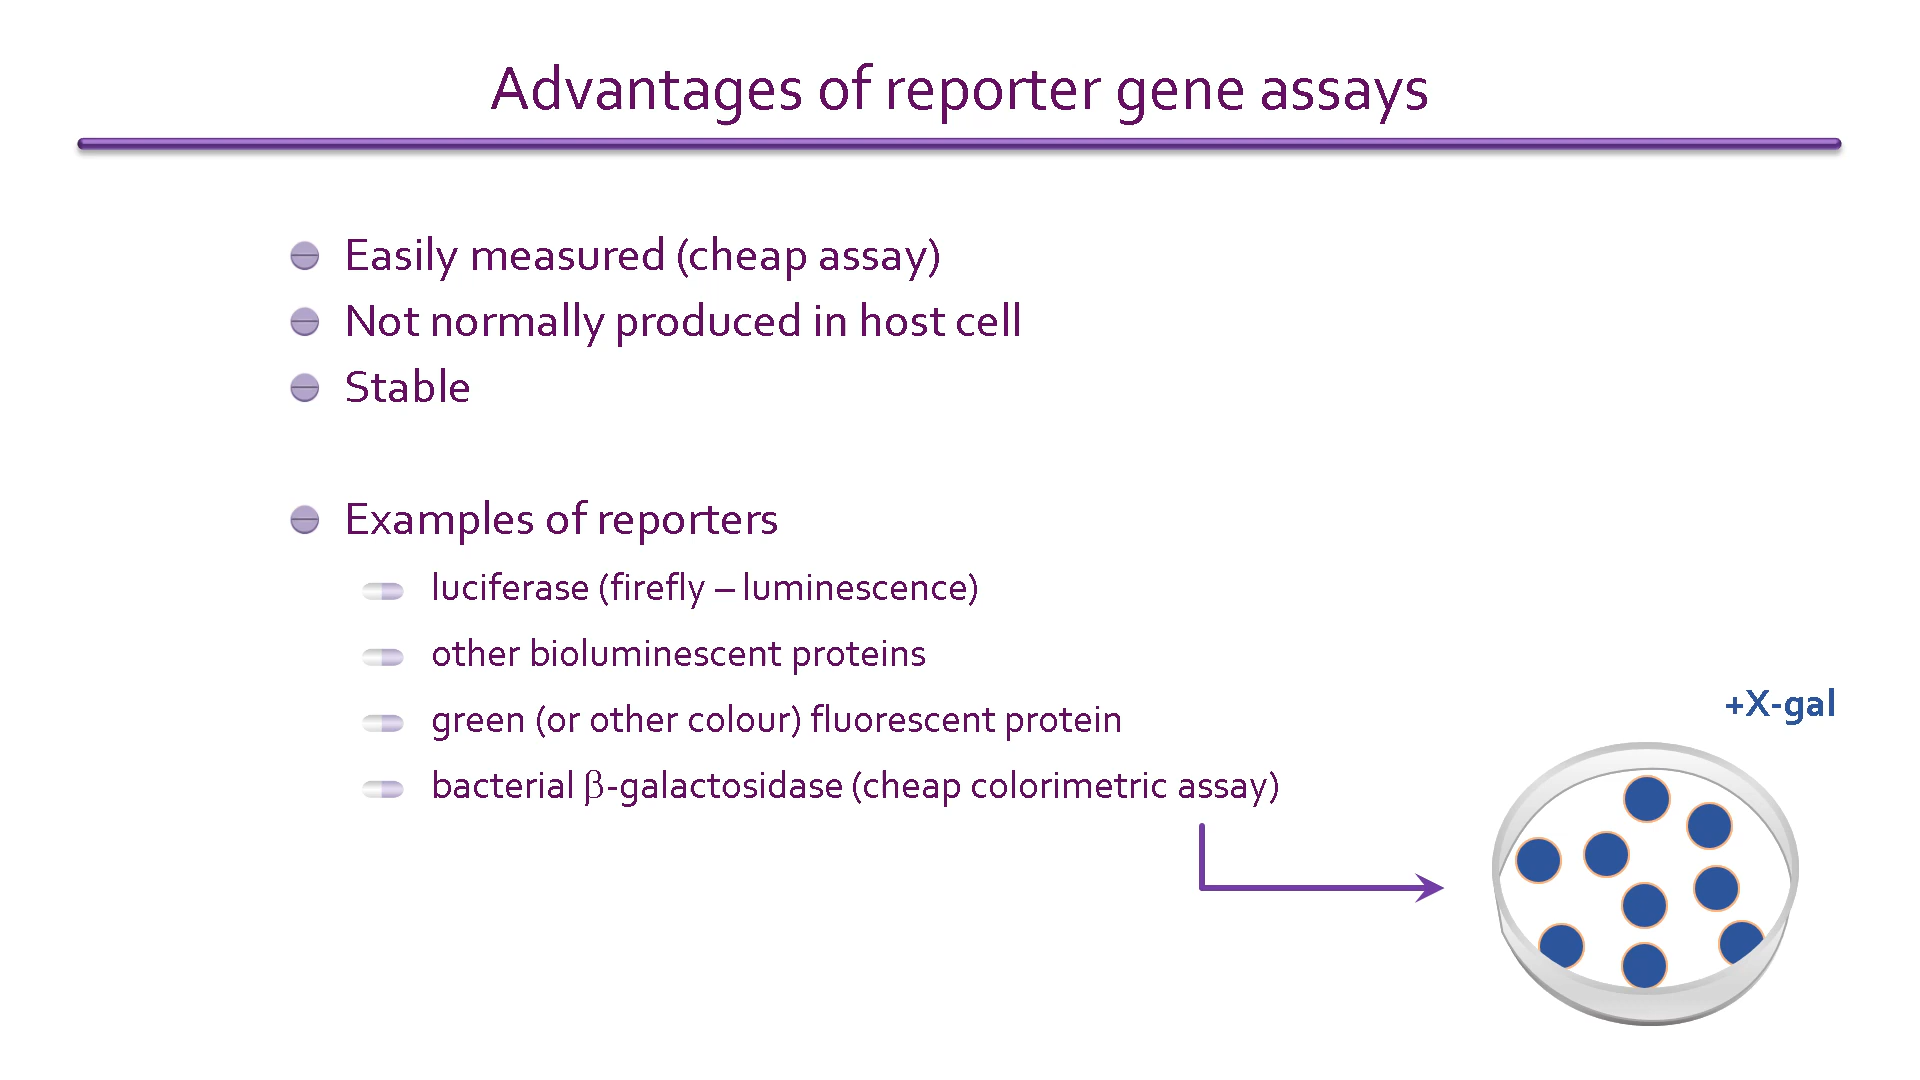 Advantages of reporter gene assays
Easily measured (cheap assay)
Not normally produced in host cell
Stable
Examples of reporters
luciferase (firefly – luminescence)
other bioluminescent proteins
green (or other colour) fluorescent protein
bacterial β-galactosidase (cheap colorimetric assay)
+X-gal